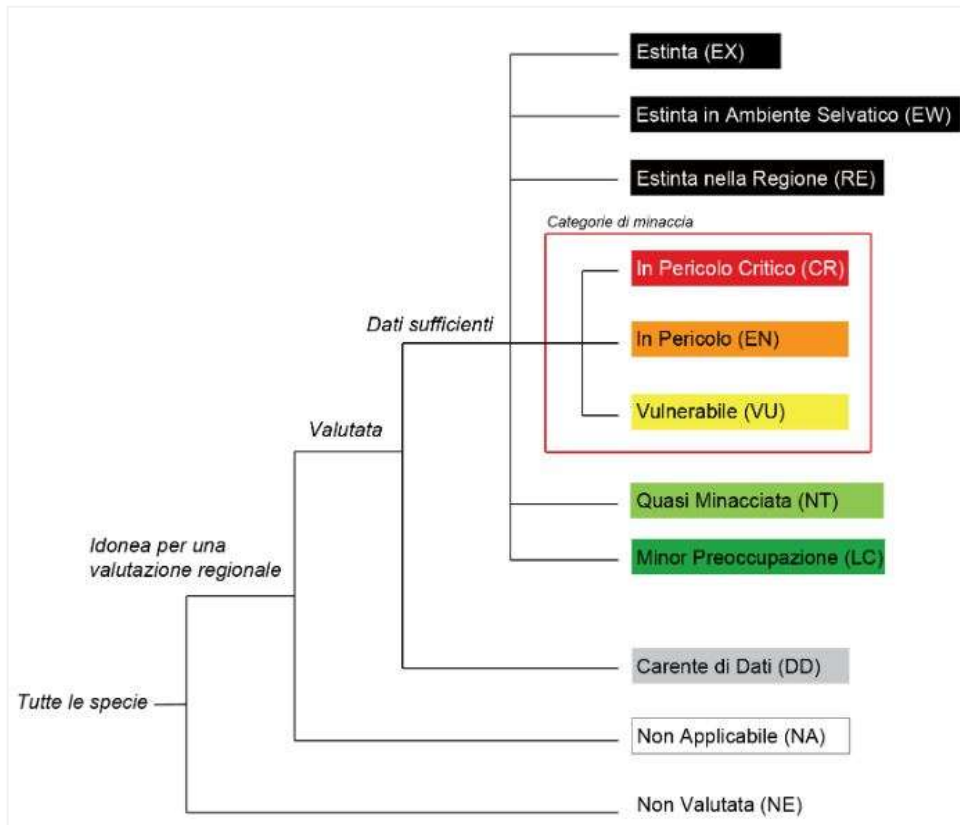 Estinta (EX)
Estinta in Ambiente Selvatico (EW)
Estinta nella Regione (RE)
Categorie di minaccia
In Pericolo Critico (CR)
Dati sufficienti
In Pericolo (EN)
Vulnerabile (VU)
Valutata
Quasi Minacciata (NT)
Idonea per una
valutazione regionale
Minor Preoccupazione (LC)
Carente di Dati (DD)
Tutte le specie
Non Applicabile (NA)
Non Valutata (NE)